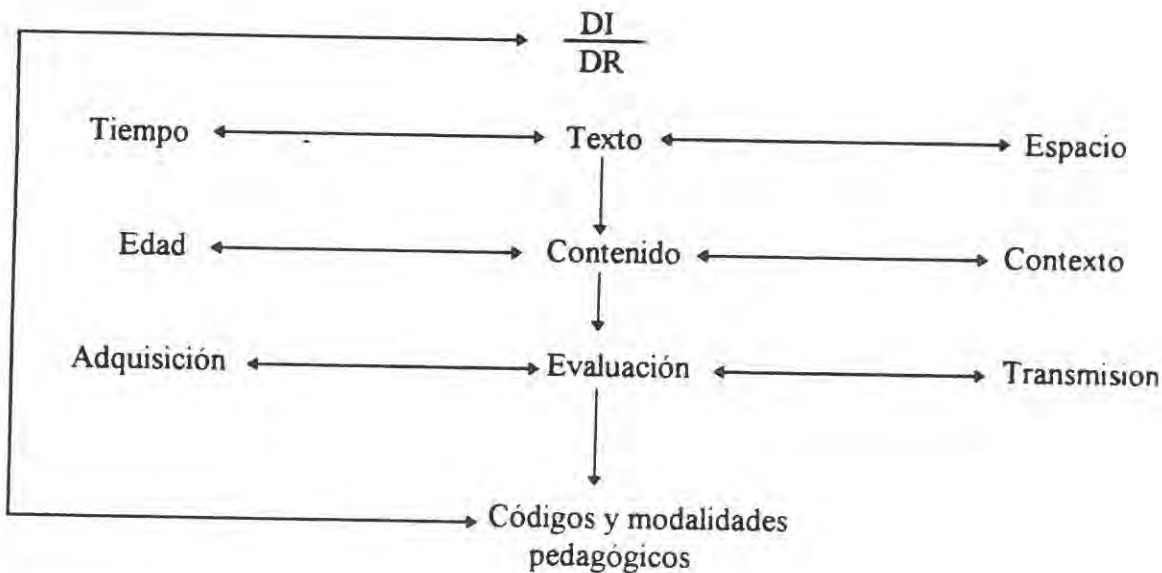 DI
DR
Tiempo Texto Espacio
Edad Contenido Contexto
Adquisición Evaluación Transmision
Códigos y modalidades
pedagógicos